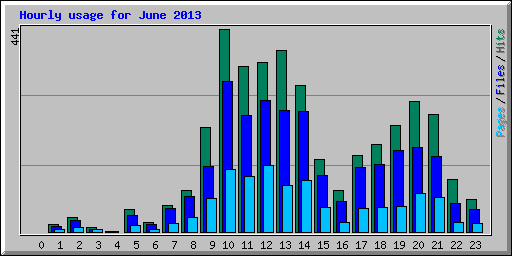 Hourly usage for June 2013
441
Pages / Files / Hits
0 1 2 3 4 5 6 7 8 9 10 11 12 13 14 15 16 17 18 19 20 21 22 23